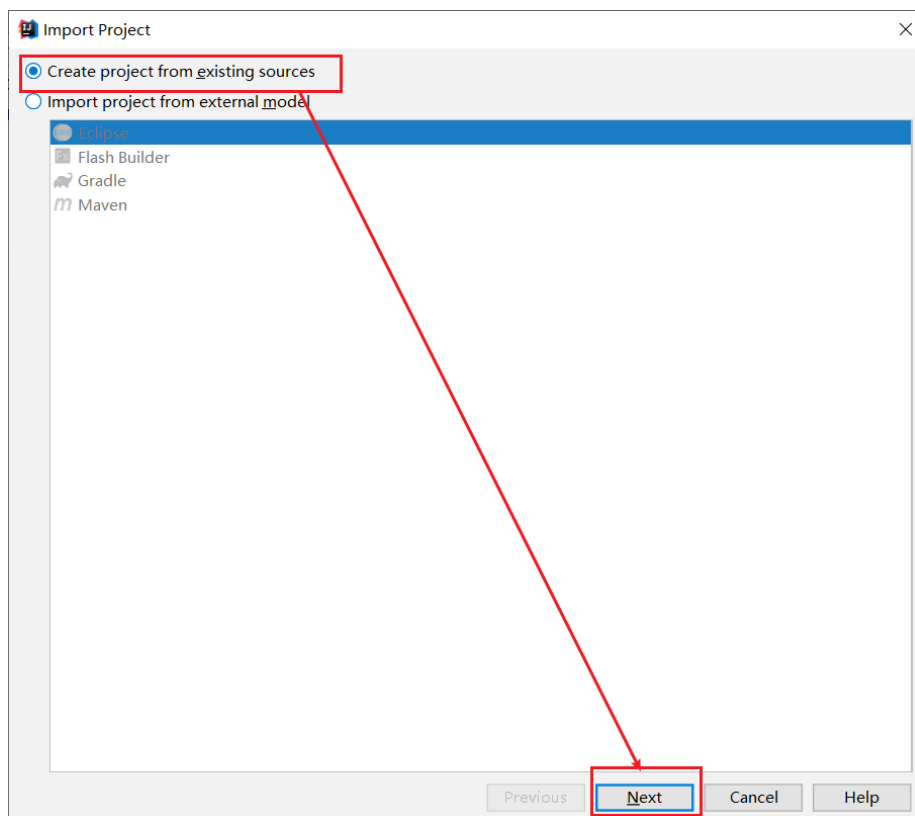 Import Project
Create project from existing sources
Import project from external model
Eclipse
Flash Builder
Gradle
Maven
Previous Next Cancel Help